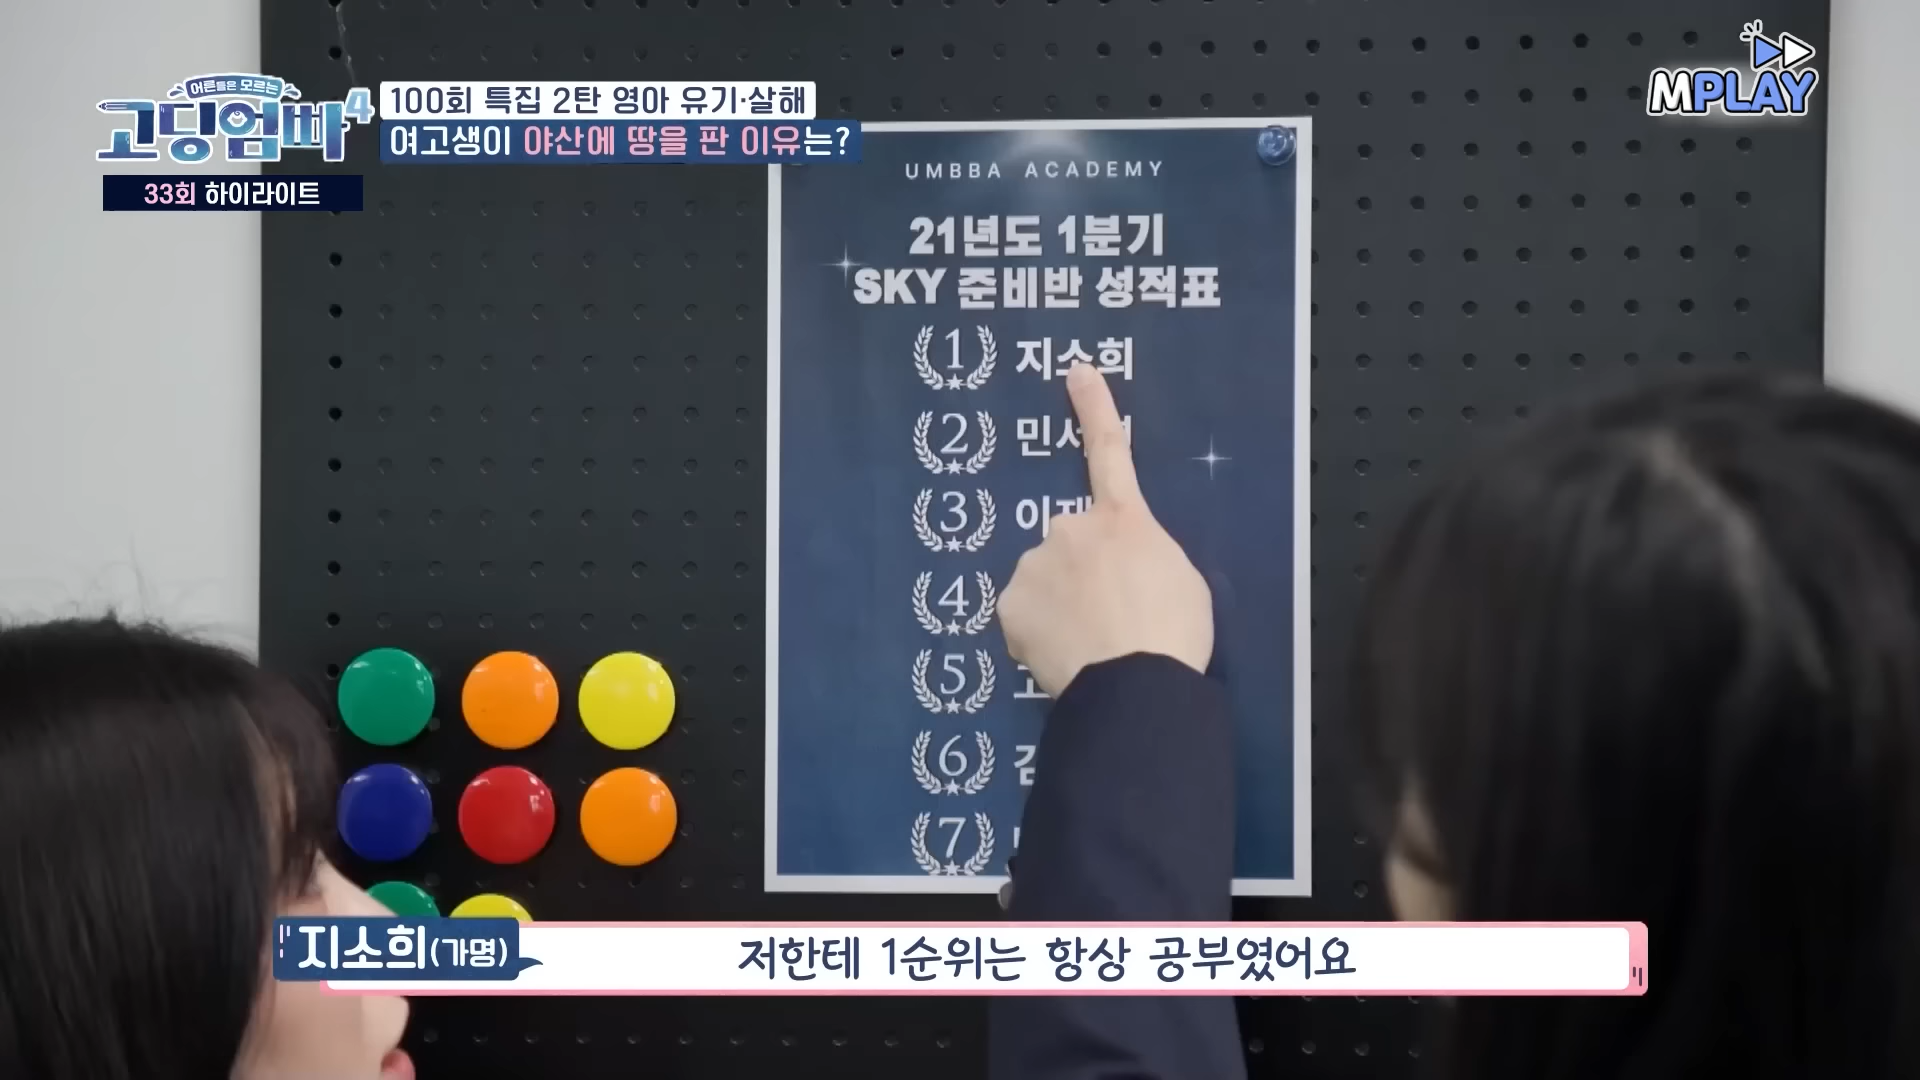 어른들은 모르는
고딩엄빠4
100회 특집 2탄 영아 유기·살해
여고생이 야산에 땅을 판 이유는?
33회 하이라이트
MPLAY
UMBBA ACADEMY
21년도 1분기
SKY 준비반 성적표
1 지소희
2 민서
3 이재
4
5
6
7
지소희(가명)
저한테 1순위는 항상 공부였어요